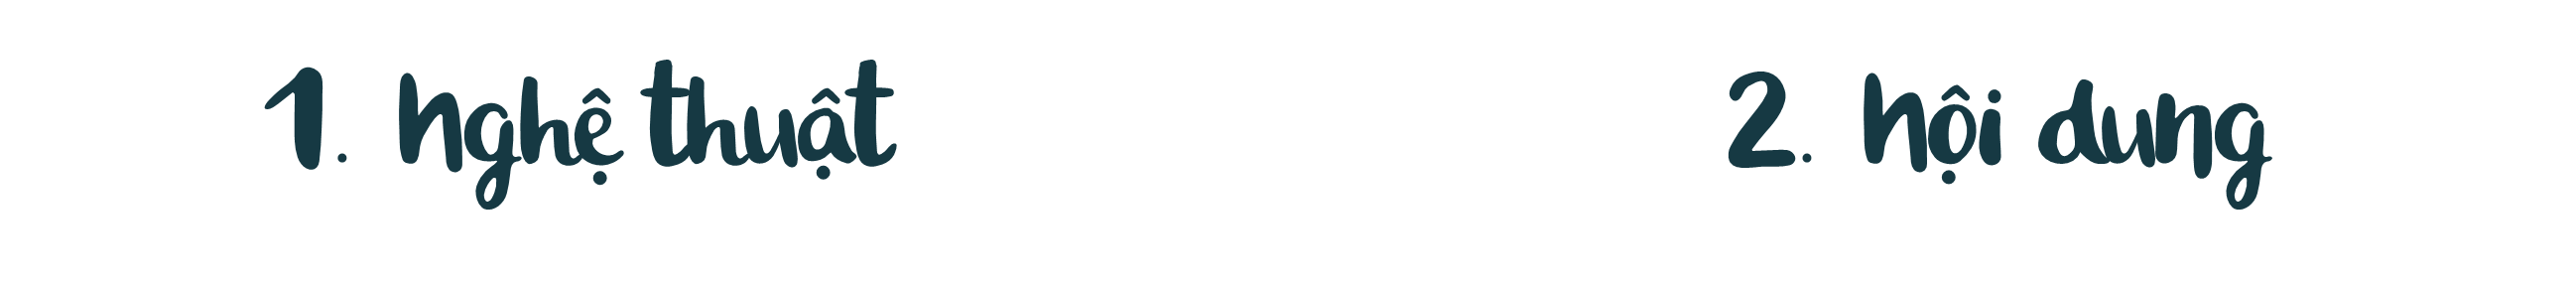 1. Nghệ thuật
2. Nội dung